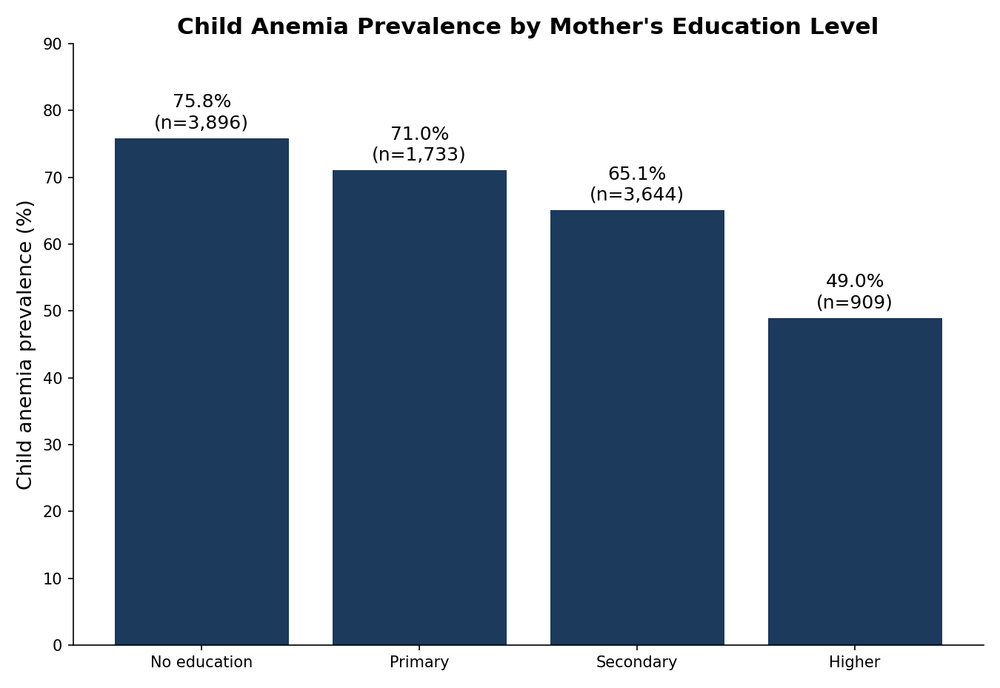 Child Anemia Prevalence by Mother's Education Level
Child anemia prevalence (%)
90
80
70
60
50
40
30
20
10
0
75.8%
(n=3,896)
71.0%
(n=1,733)
65.1%
(n=3,644)
49.0%
(n=909)
No education
Primary
Secondary
Higher